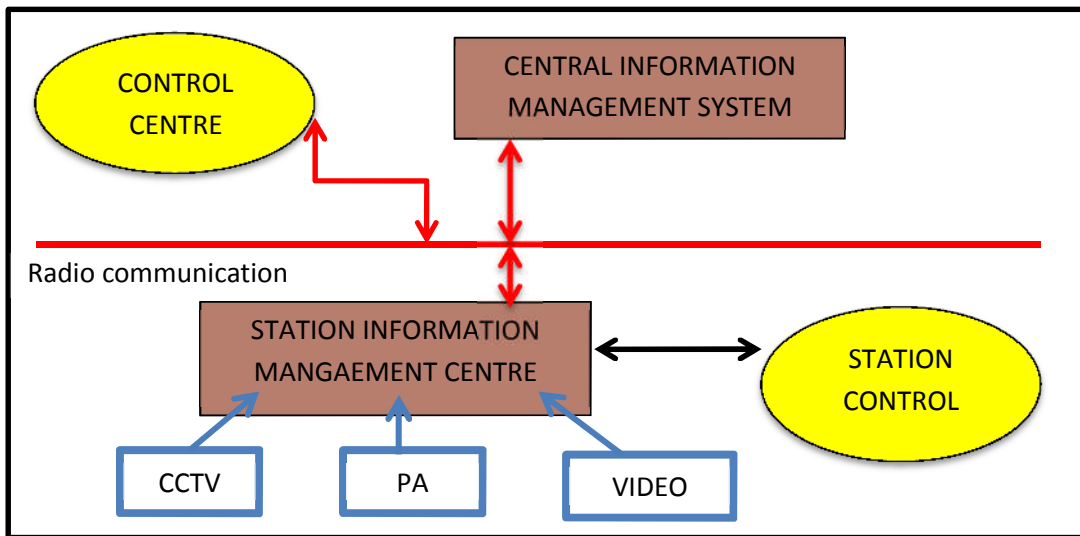 CONTROL
CENTRE
CENTRAL INFORMATION
MANAGEMENT SYSTEM
Radio communication
STATION INFORMATION
MANGAEMENT CENTRE
STATION
CONTROL
CCTV
PA
VIDEO